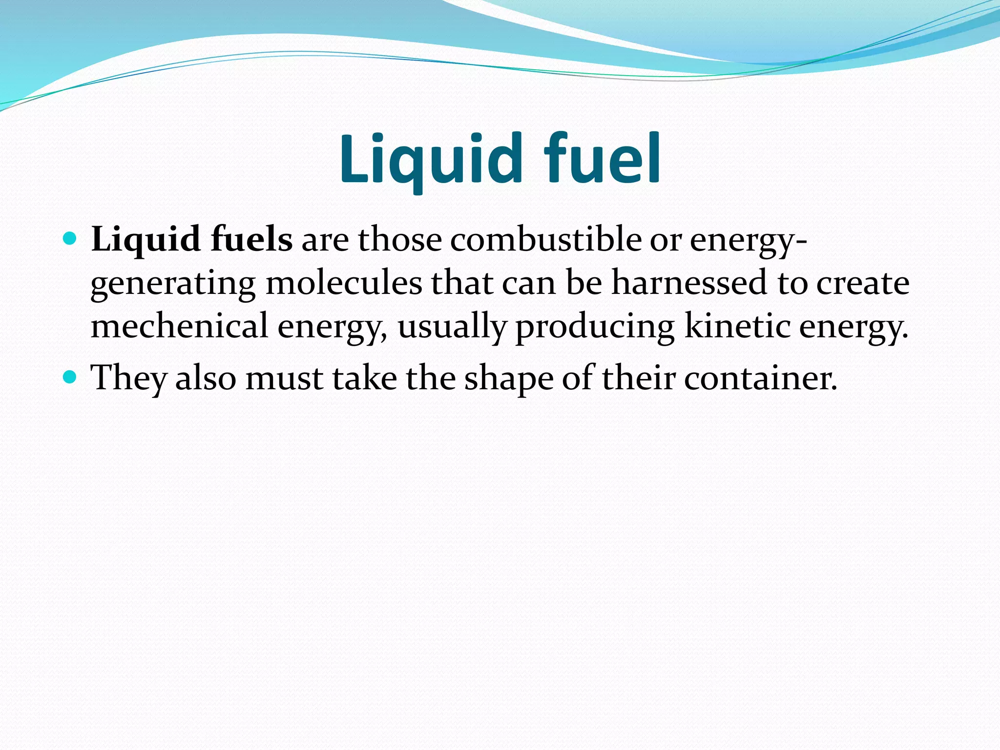 Liquid fuel
• Liquid fuels are those combustible or energy-
generating molecules that can be harnessed to create
mechenical energy, usually producing kinetic energy.
• They also must take the shape of their container.